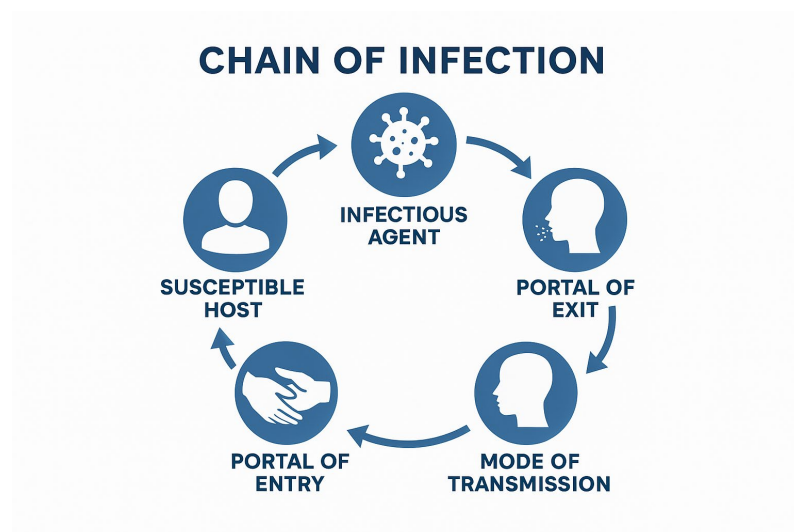 CHAIN OF INFECTION
INFECTIOUS
AGENT
PORTAL OF
EXIT
MODE OF
TRANSMISSION
PORTAL OF
ENTRY
SUSCEPTIBLE
HOST